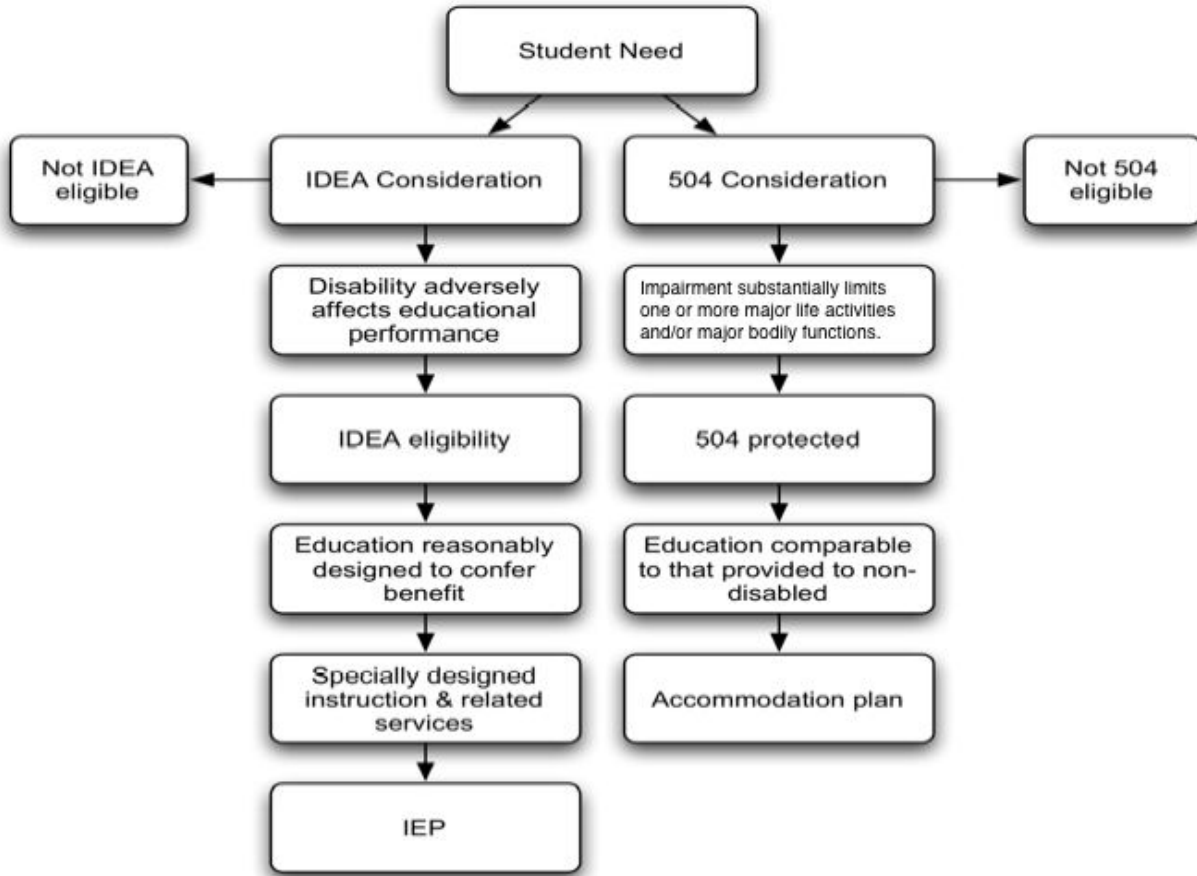 Student Need
Not IDEA
eligible
IDEA Consideration
504 Consideration
Not 504
eligible
Disability adversely
affects educational
performance
Impairment substantially limits
one or more major life activities
and/or major bodily functions.
IDEA eligibility
504 protected
Education reasonably
designed to confer
benefit
Education comparable
to that provided to non-
disabled
Specially designed
instruction & related
services
Accommodation plan
IEP